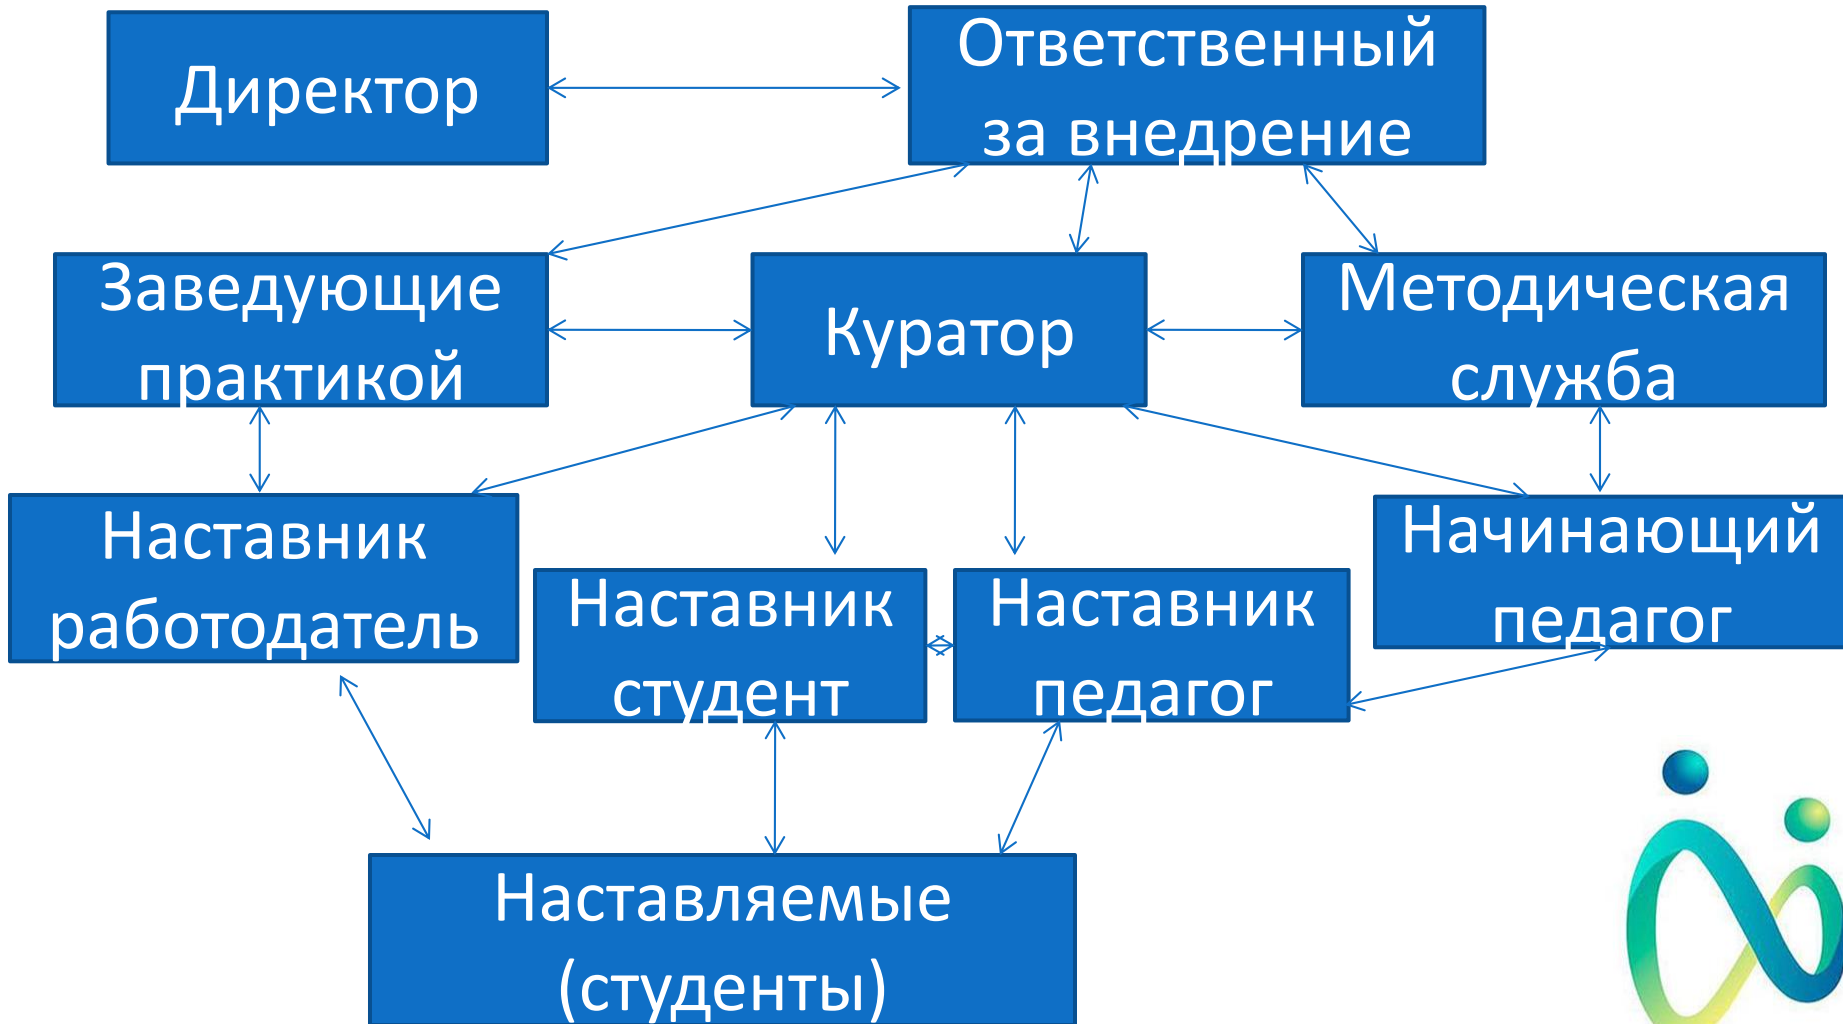 Директор
Ответственный
за внедрение
Заведующие
практикой
Куратор
Методическая
служба
Наставник
работодатель
Наставник
студент
Наставник
педагог
Начинающий
педагог
Наставляемые
(студенты)